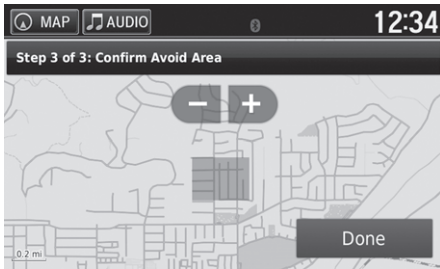 MAP AUDIO 12:34
Step 3 of 3: Confirm Avoid Area
− +
Done
0.2 mi